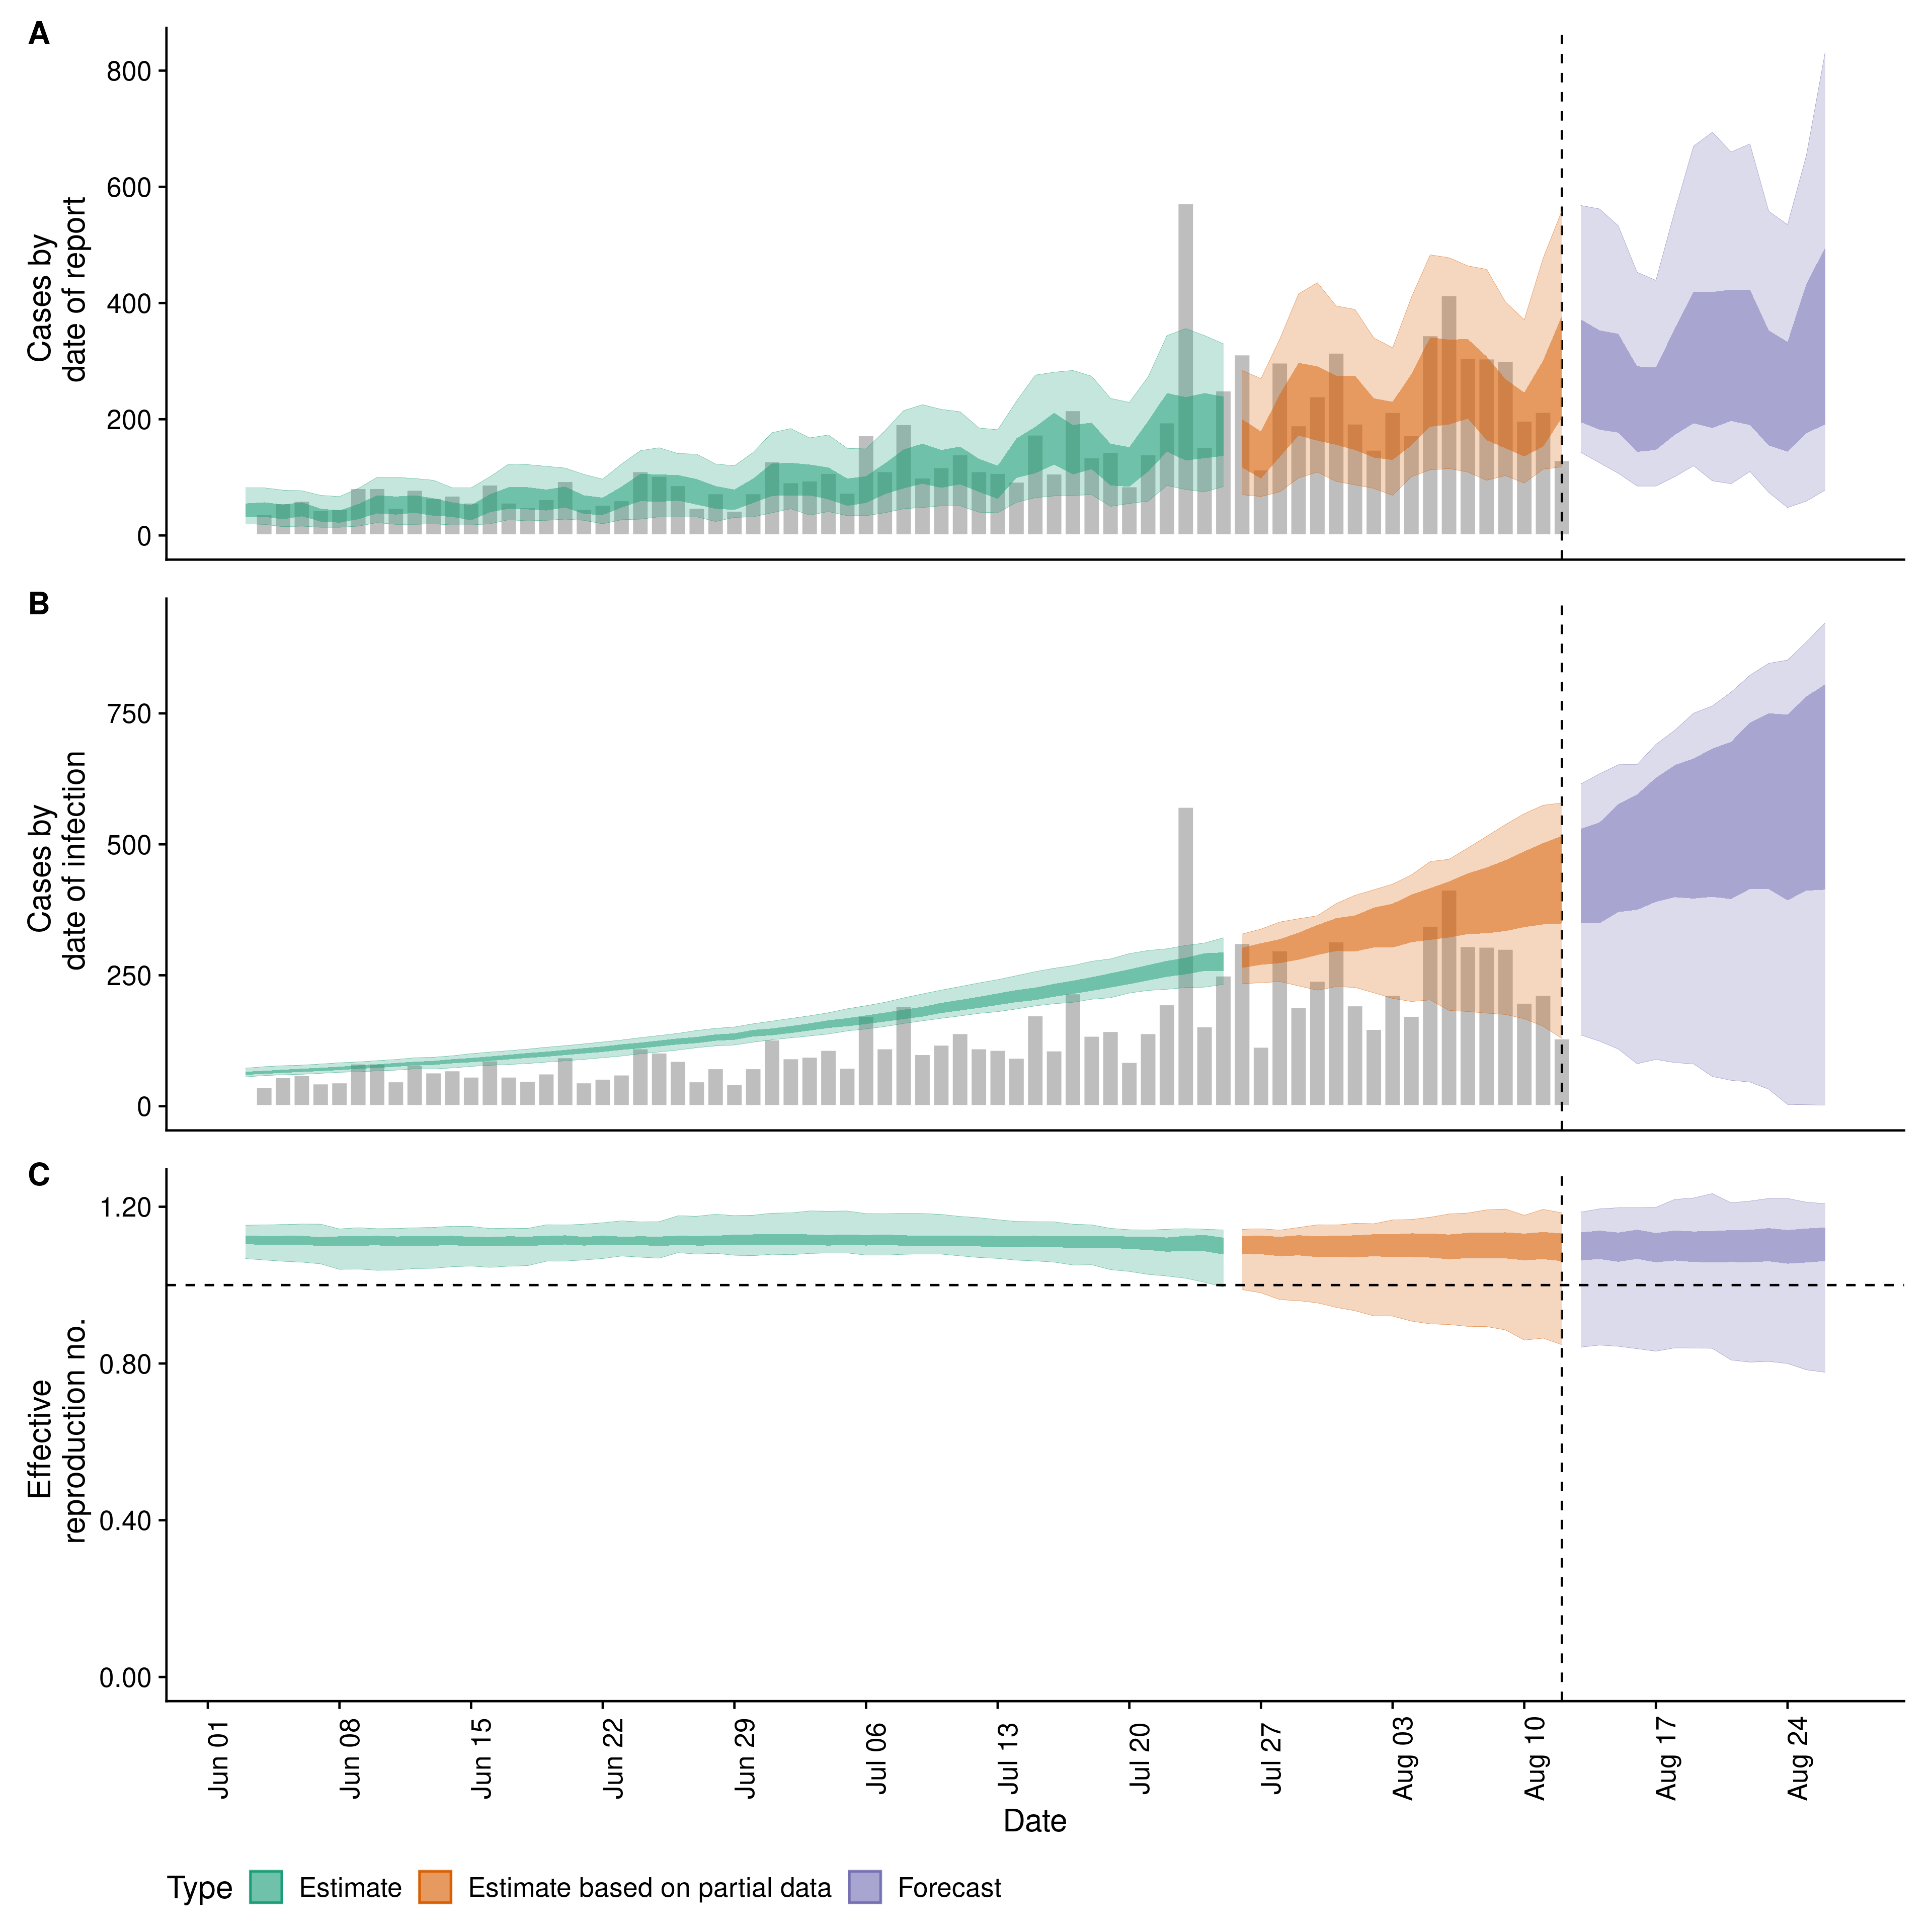 A
Cases by
date of report
800
600
400
200
0
B
Cases by
date of infection
750
500
250
0
C
Effective
reproduction no.
1.20
0.80
0.40
0.00
Jun 01
Jun 08
Jun 15
Jun 22
Jun 29
Jul 06
Jul 13
Jul 20
Jul 27
Aug 03
Aug 10
Aug 17
Aug 24
Date
Type Estimate Estimate based on partial data Forecast